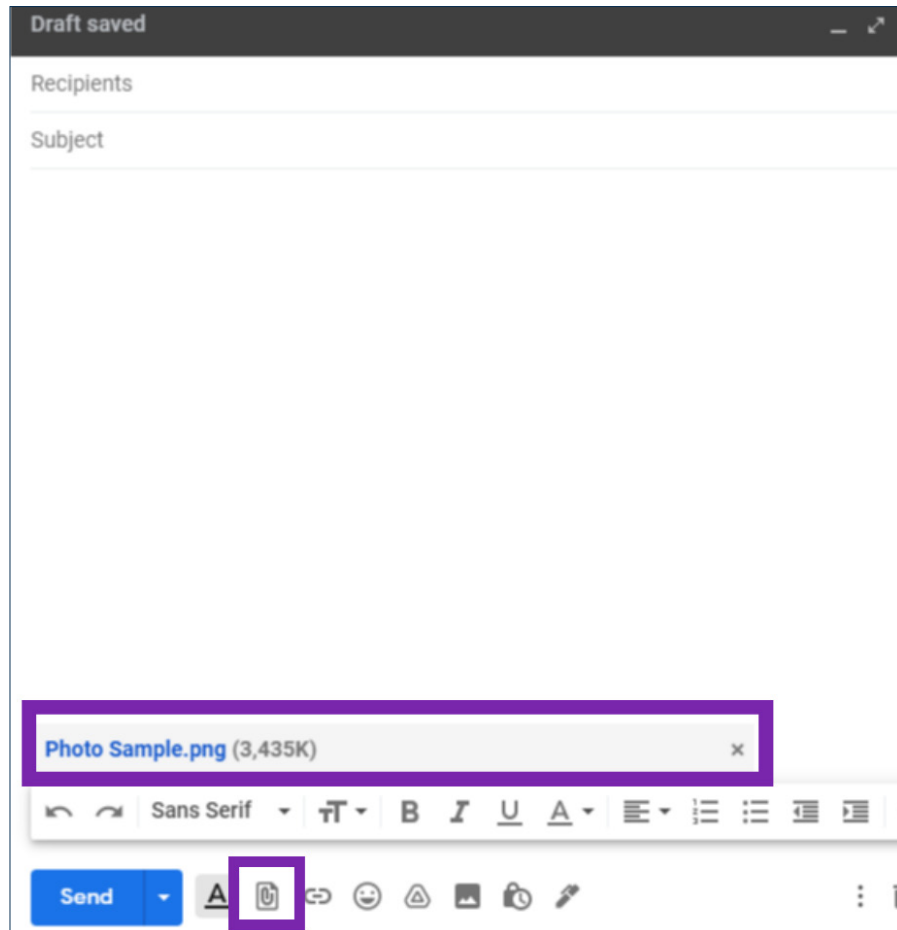 Draft saved
Recipients
Subject
Photo Sample.png (3,435K)
Sans Serif
Send